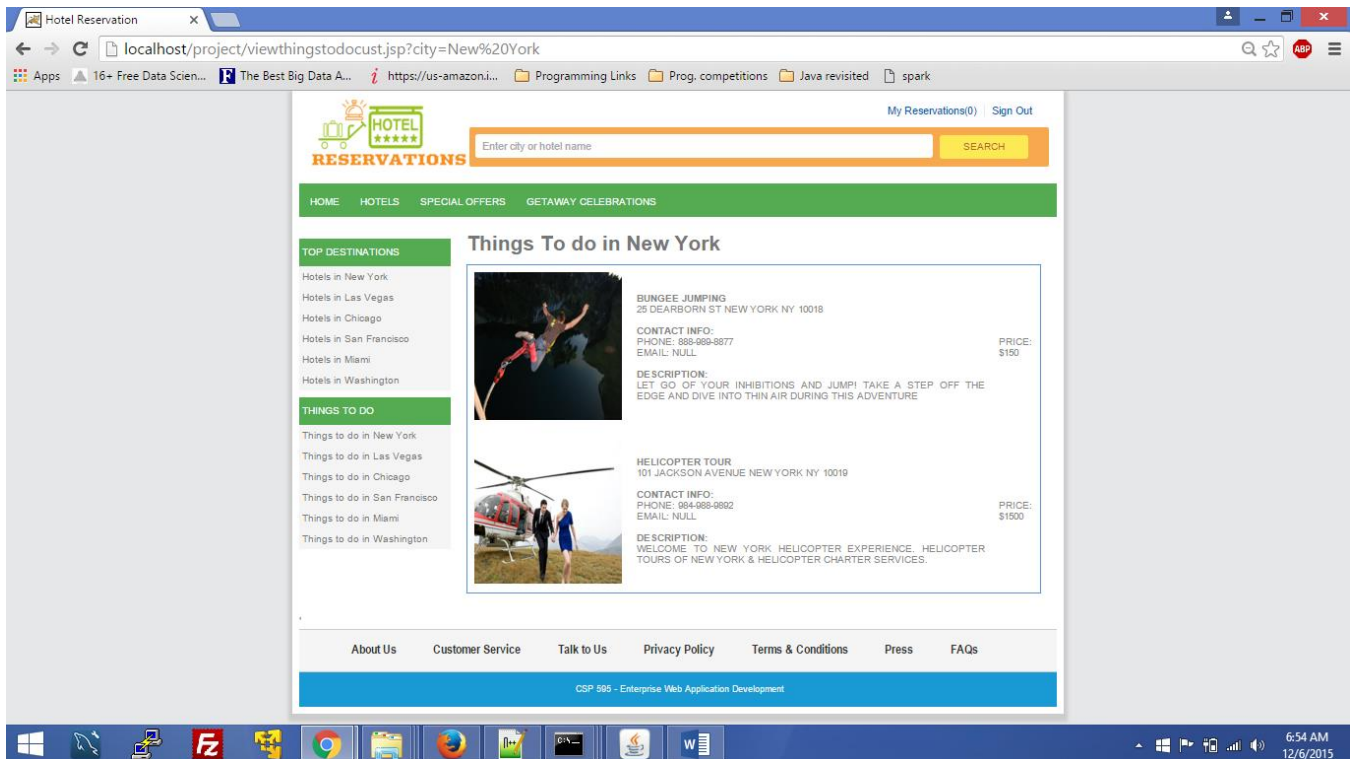 Hotel Reservation
localhost/project/viewthingstodocust.jsp?city=New%20York
ABP
Apps
16+ Free Data Scien...
The Best Big Data A...
https://us-amazon.i...
Programming Links
Prog. competitions
Java revisited
spark
HOTEL
RESERVATIONS
My Reservations(0)
Sign Out
Enter city or hotel name
SEARCH
HOME
HOTELS
SPECIAL OFFERS
GETAWAY CELEBRATIONS
TOP DESTINATIONS
Hotels in New York
Hotels in Las Vegas
Hotels in Chicago
Hotels in San Francisco
Hotels in Miami
Hotels in Washington
THINGS TO DO
Things to do in New York
Things to do in Las Vegas
Things to do in Chicago
Things to do in San Francisco
Things to do in Miami
Things to do in Washington
Things To do in New York
BUNGEE JUMPING
25 DEARBORN ST NEW YORK NY 10018
CONTACT INFO:
PHONE: 888-989-8877
EMAIL: NULL
DESCRIPTION:
LET GO OF YOUR INHIBITIONS AND JUMP! TAKE A STEP OFF THE
EDGE AND DIVE INTO THIN AIR DURING THIS ADVENTURE
PRICE:
$150
HELICOPTER TOUR
101 JACKSON AVENUE NEW YORK NY 10019
CONTACT INFO:
PHONE: 984-988-9892
EMAIL: NULL
DESCRIPTION:
WELCOME TO NEW YORK HELICOPTER EXPERIENCE. HELICOPTER
TOURS OF NEW YORK & HELICOPTER CHARTER SERVICES.
PRICE:
$1500
About Us
Customer Service
Talk to Us
Privacy Policy
Terms & Conditions
Press
FAQs
CSP 595 - Enterprise Web Application Development
6:54 AM
12/6/2015